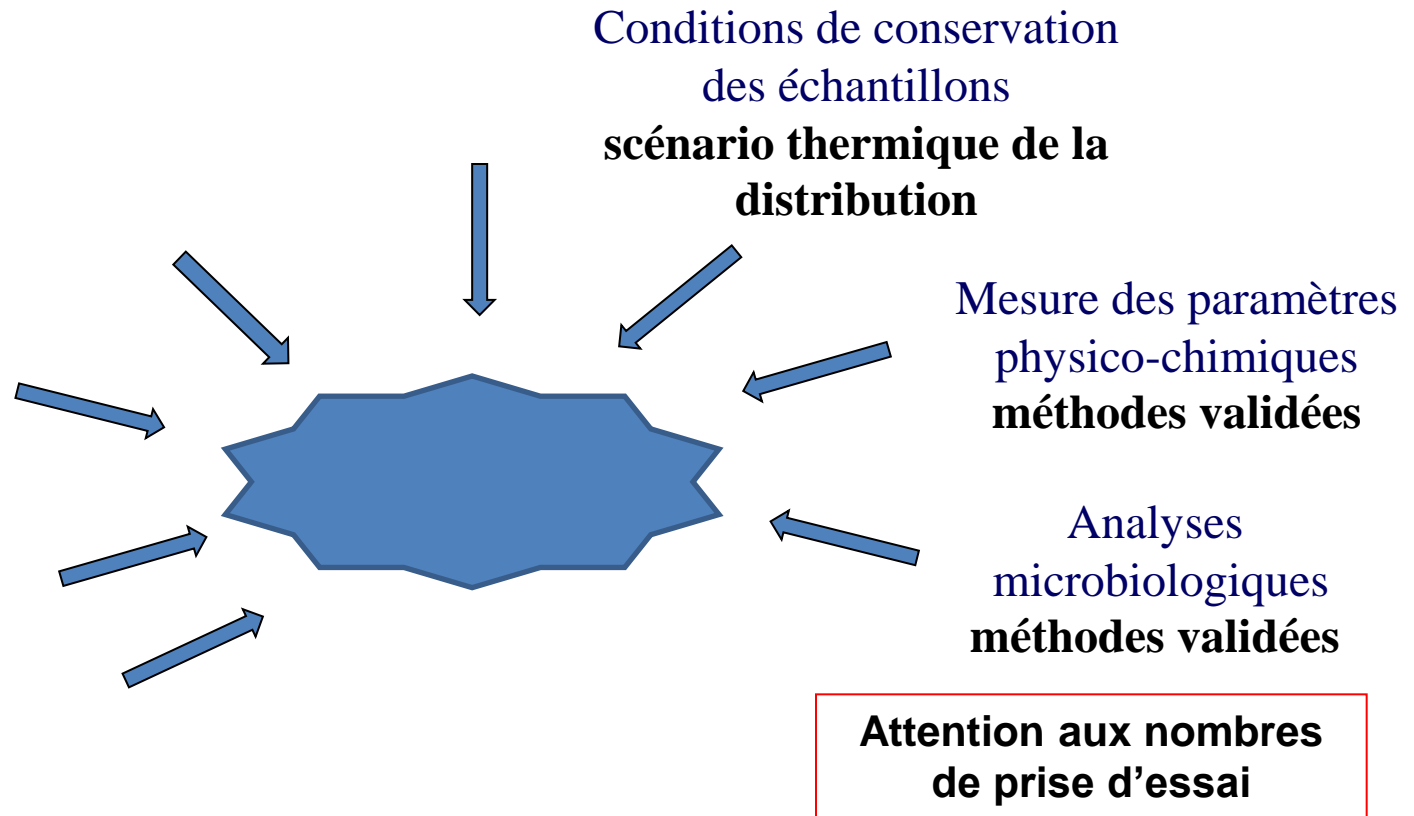 Conditions de conservation
des échantillons
scénario thermique de la
distribution
Mesure des paramètres
physico-chimiques
méthodes validées
Analyses
microbiologiques
méthodes validées
Attention aux nombres
de prise d’essai